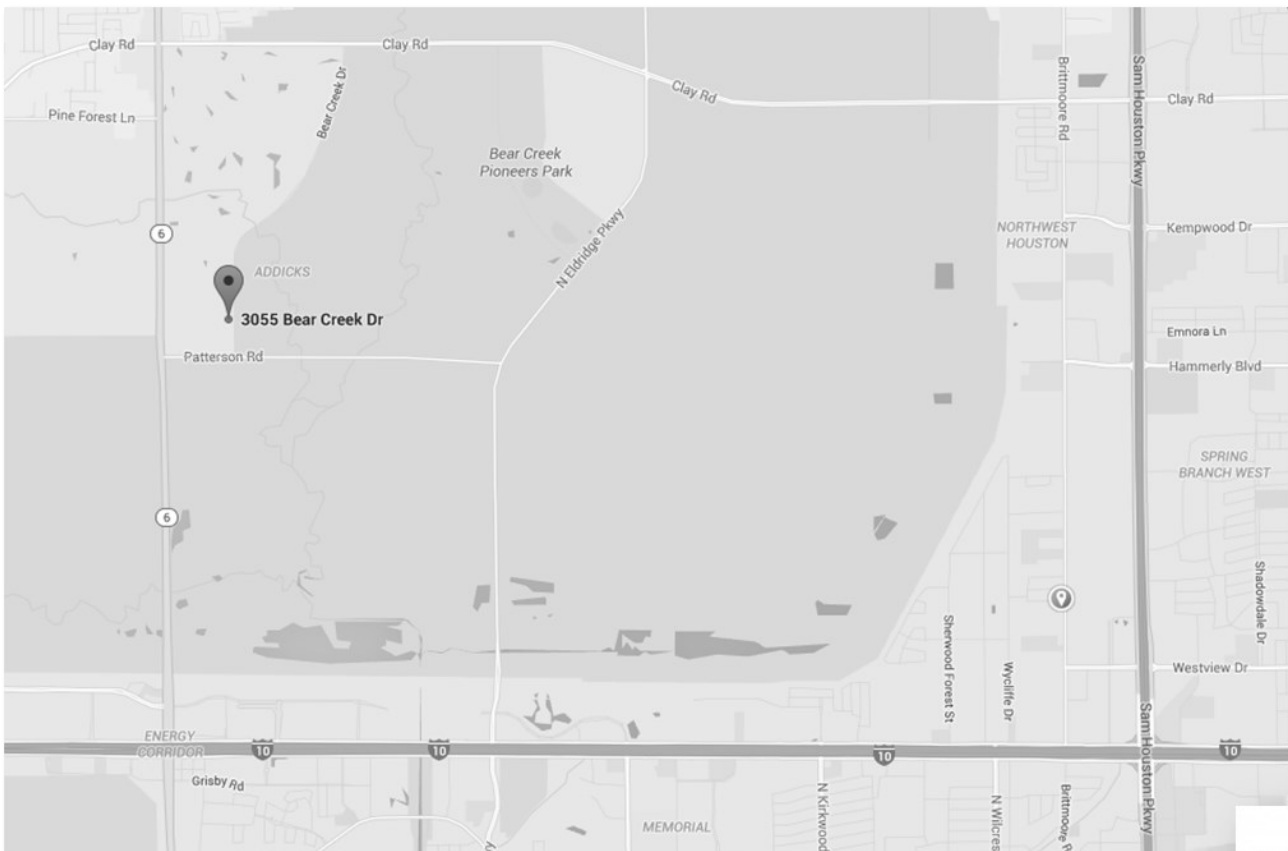 Clay Rd
Clay Rd
Clay Rd
Clay Rd
Pine Forest Ln
Bear Creek Dr
Brittmoore Rd
Sam Houston Pkwy
Bear Creek
Pioneers Park
6
N Eldridge Pkwy
NORTHWEST
HOUSTON
Kempwood Dr
ADDICKS
3055 Bear Creek Dr
Emnora Ln
Patterson Rd
Hammerly Blvd
SPRING
BRANCH WEST
6
Shadowdale Dr
Sherwood Forest St
Wycliffe Dr
Westview Dr
Sam Houston Pkwy
ENERGY
CORRIDOR
10
10
10
10
Grisby Rd
N Kirkwood
N Wilcres
Brittmoore R
MEMORIAL